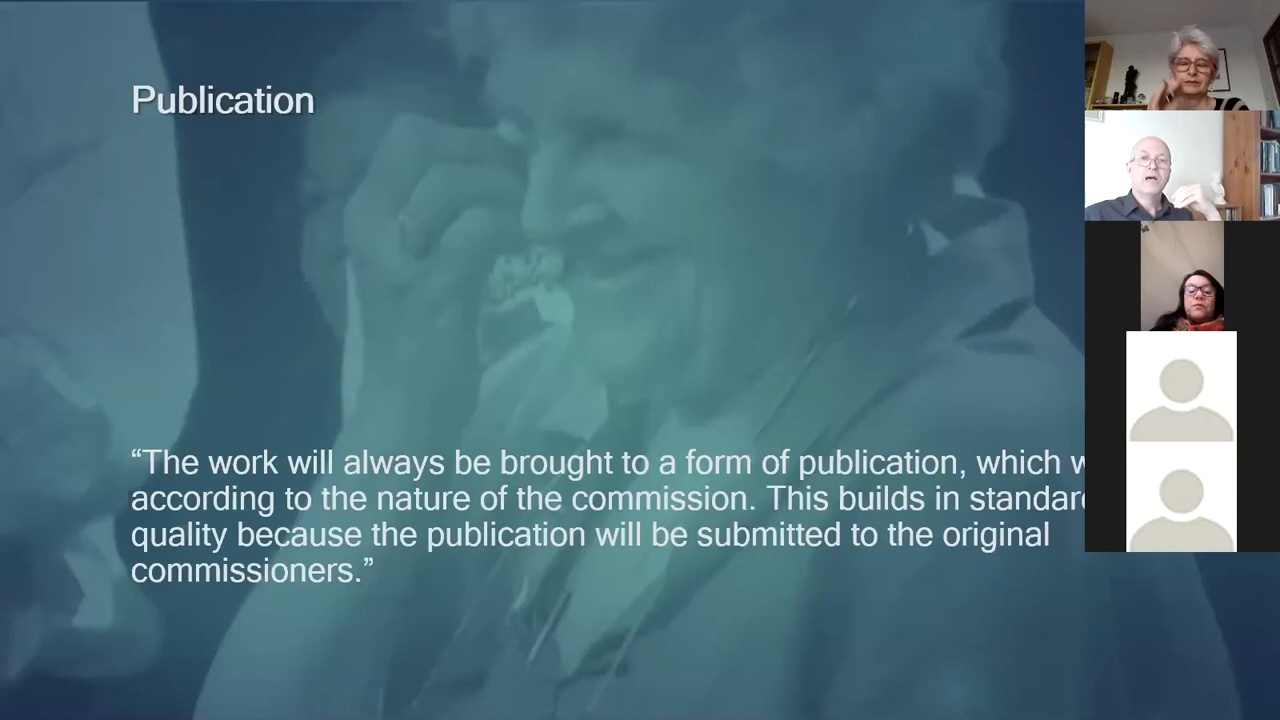 Publication
“The work will always be brought to a form of publication, which
according to the nature of the commission. This builds in
quality because the publication will be submitted to the original
commissioners.”